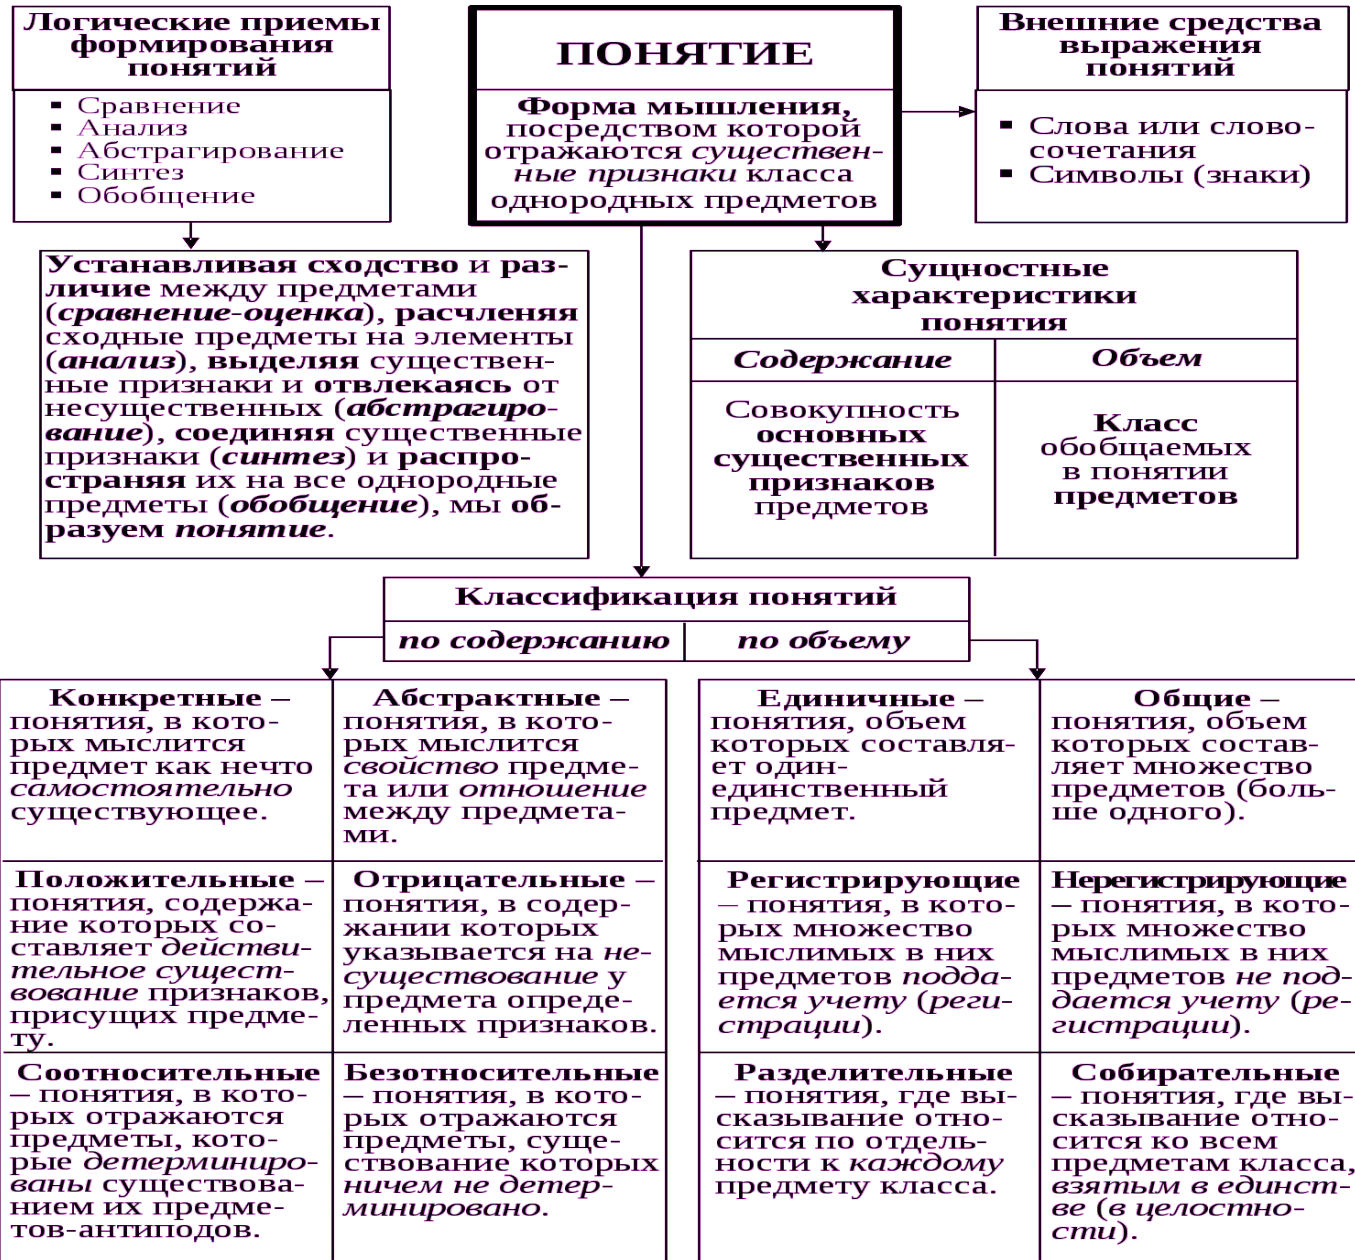 Логические приемы
формирования
понятий
▪ Сравнение
▪ Анализ
▪ Абстрагирование
▪ Синтез
▪ Обобщение
ПОНЯТИЕ
Форма мышления,
посредством которой
отражаются существен-
ные признаки класса
однородных предметов
Внешние средства
выражения
понятий
▪ Слова или слово-
сочетания
▪ Символы (знаки)
Устанавливая сходство и раз-
личие между предметами
(сравнение-оценка), расчленяя
сходные предметы на элементы
(анализ), выделяя существен-
ные признаки и отвлекаясь от
несущественных (абстрагиро-
вание), соединяя существенные
признаки (синтез) и распро-
страняя их на все однородные
предметы (обобщение), мы об-
разуем понятие.
Сущностные
характеристики
понятия
Содержание
Совокупность
основных
существенных
признаков
предметов
Объем
Класс
обобщаемых
в понятии
предметов
Классификация понятий
по содержанию
по объему
Конкретные –
понятия, в кото-
рых мыслится
предмет как нечто
самостоятельно
существующее.
Абстрактные –
понятия, в кото-
рых мыслится
свойство предме-
та или отношение
между предмета-
ми.
Единичные –
понятия, объем
которых составля-
ет один-
единственный
предмет.
Общие –
понятия, объем
которых состав-
ляет множество
предметов (боль-
ше одного).
Положительные –
понятия, содержа-
ние которых со-
ставляет действи-
тельное сущест-
вование признаков,
присущих предме-
ту.
Отрицательные –
понятия, в содер-
жании которых
указывается на не-
существование у
предмета опреде-
ленных признаков.
Регистрирующие
– понятия, в кото-
рых множество
мыслимых в них
предметов подда-
ется учету (реги-
страции).
Нерегистрирующие
– понятия, в кото-
рых множество
мыслимых в них
предметов не под-
дается учету (ре-
гистрации).
Соотносительные
– понятия, в кото-
рых отражаются
предметы, кото-
рые детерминиро-
ваны существова-
нием их предме-
тов-антиподов.
Безотносительные
– понятия, в кото-
рых отражаются
предметы, суще-
ствование которых
ничем не детер-
минировано.
Разделительные
– понятия, где вы-
сказывание отно-
сится по отдель-
ности к каждому
предмету класса.
Собирательные
– понятия, где вы-
сказывание отно-
сится ко всем
предметам класса,
взятым в единст-
ве (в целостно-
сти).